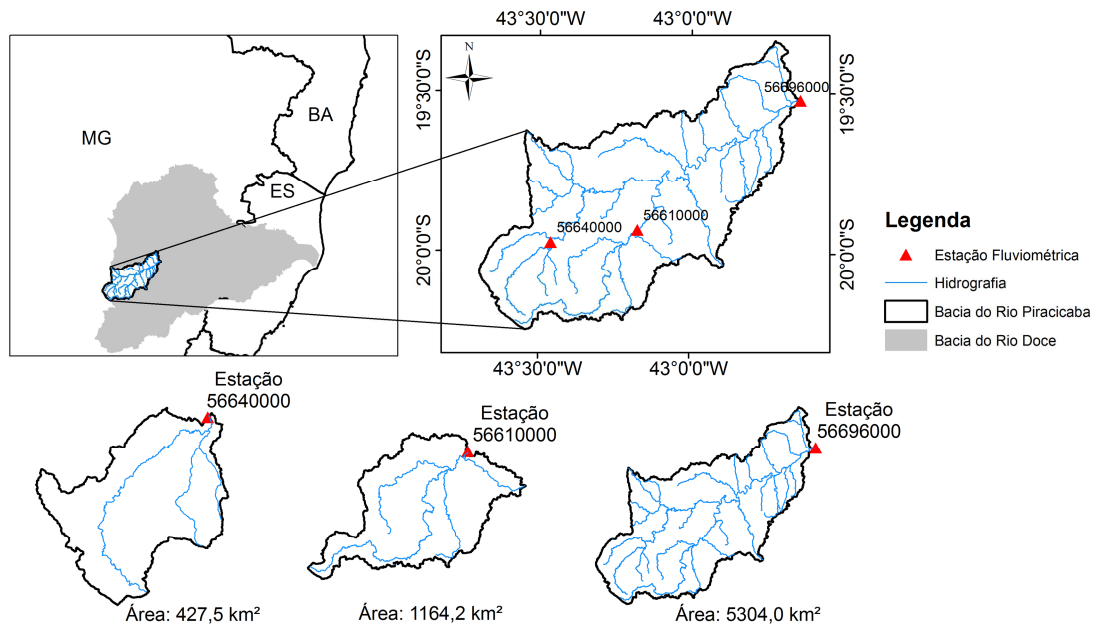 43°30'0"W 43°0'0"W
N
MG
BA
ES
19°30'0"S
20°0'0"S
56696000
56640000
56610000
19°30'0"S
20°0'0"S
43°30'0"W 43°0'0"W
Legenda
Estação Fluviométrica
Hidrografia
Bacia do Rio Piracicaba
Bacia do Rio Doce
Estação
56640000
Área: 427,5 km²
Estação
56610000
Área: 1164,2 km²
Estação
56696000
Área: 5304,0 km²